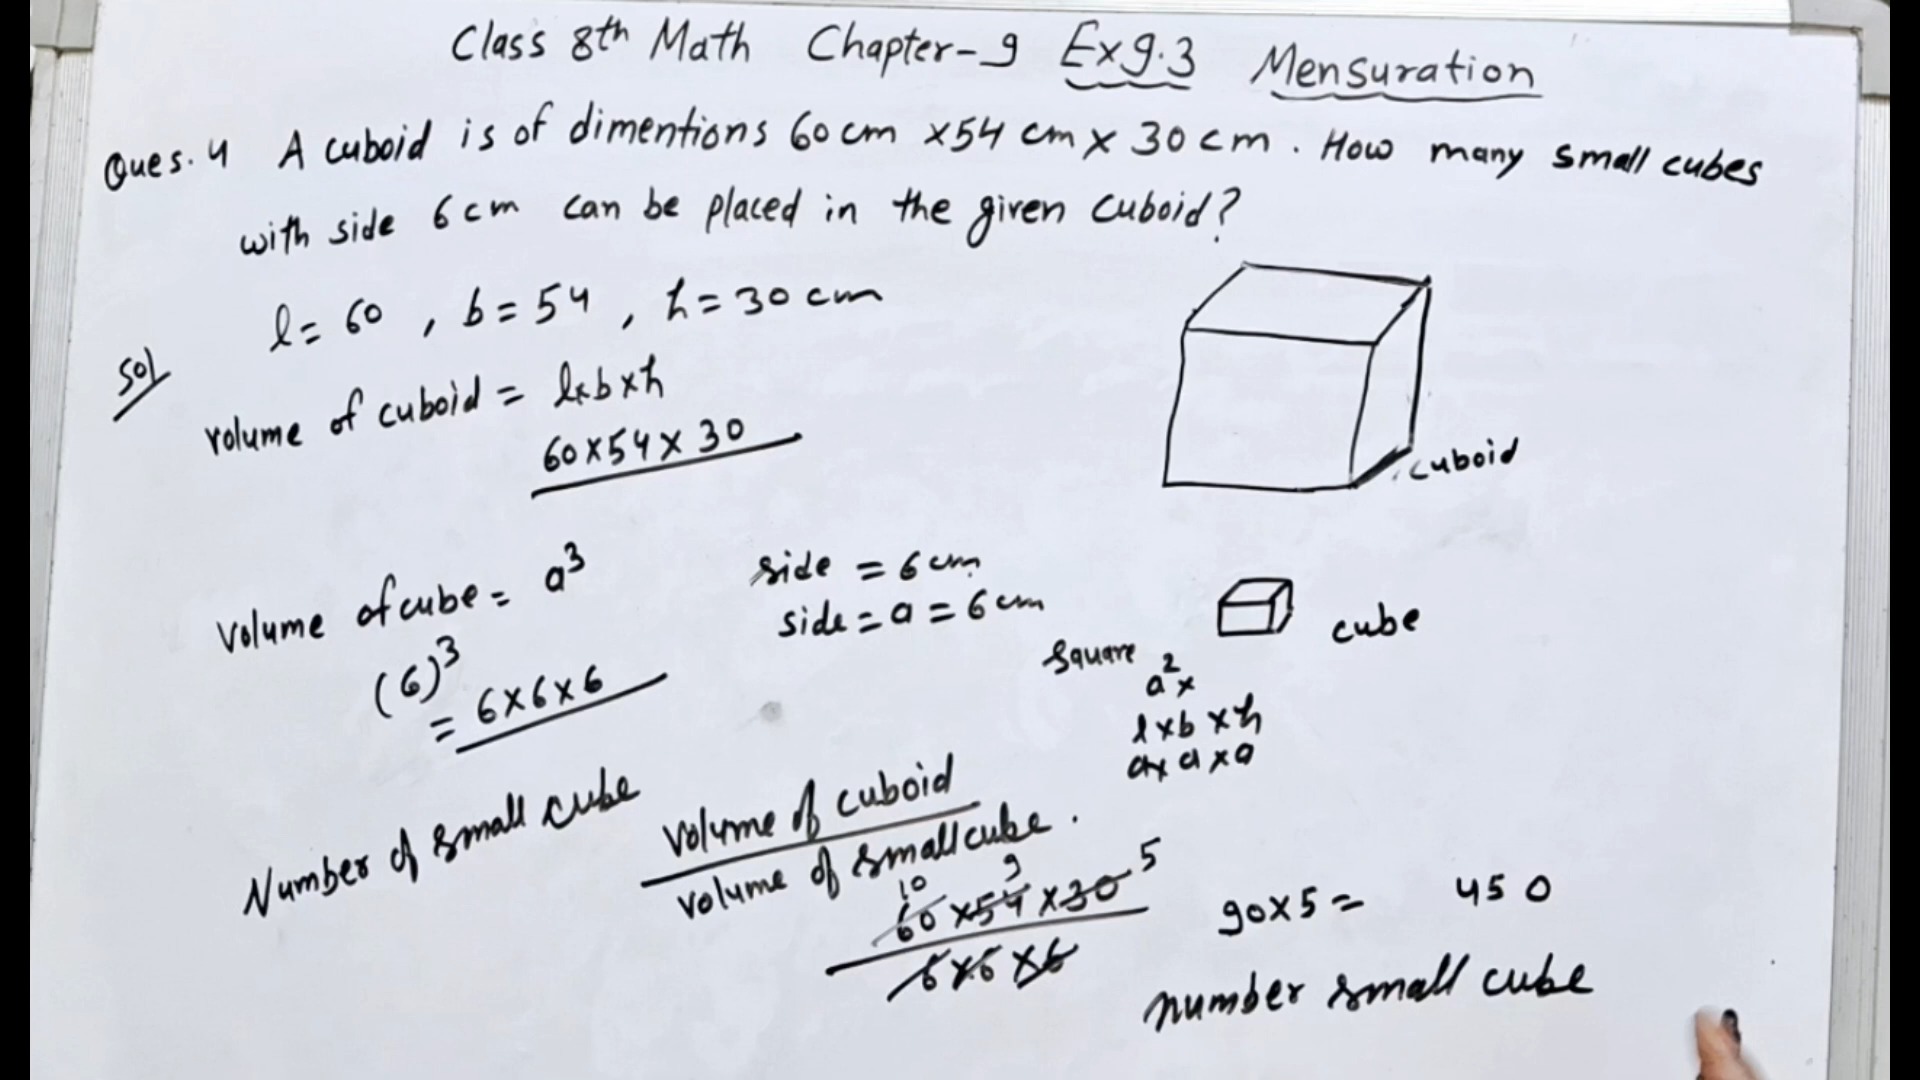 Class 8th Math Chapter-9 Ex9.3 Mensuration
Ques. 4 A cuboid is of dimentions 60 cm x 54 cm x 30 cm. How many small cubes
with side 6 cm can be placed in the given cuboid?
l = 60, b = 54, h = 30 cm
Sol
volume of cuboid = l x b x h
60 x 54 x 30
cuboid
Volume of cube = a³
side = 6 cm
side = a = 6 cm
(6)³
= 6 x 6 x 6
cube
square
a² x
l x b x h
a x a x a
Number of small cube
Volume of cuboid
volume of small cube.
10 9 5
60 x 54 x 30
6 x 6 x 6
90 x 5 = 450
number small cube